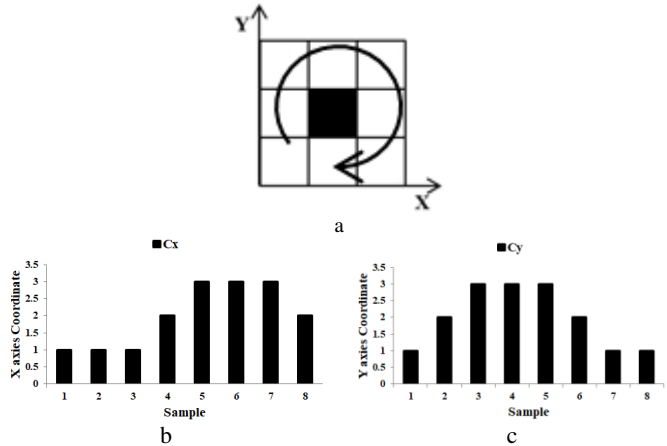 Y
X
a
Cx
X axies Coordinate
3.5
3
2.5
2
1.5
1
0.5
0
1 2 3 4 5 6 7 8
Sample
b
Cy
Y axies Coordinate
3.5
3
2.5
2
1.5
1
0.5
0
1 2 3 4 5 6 7 8
Sample
c